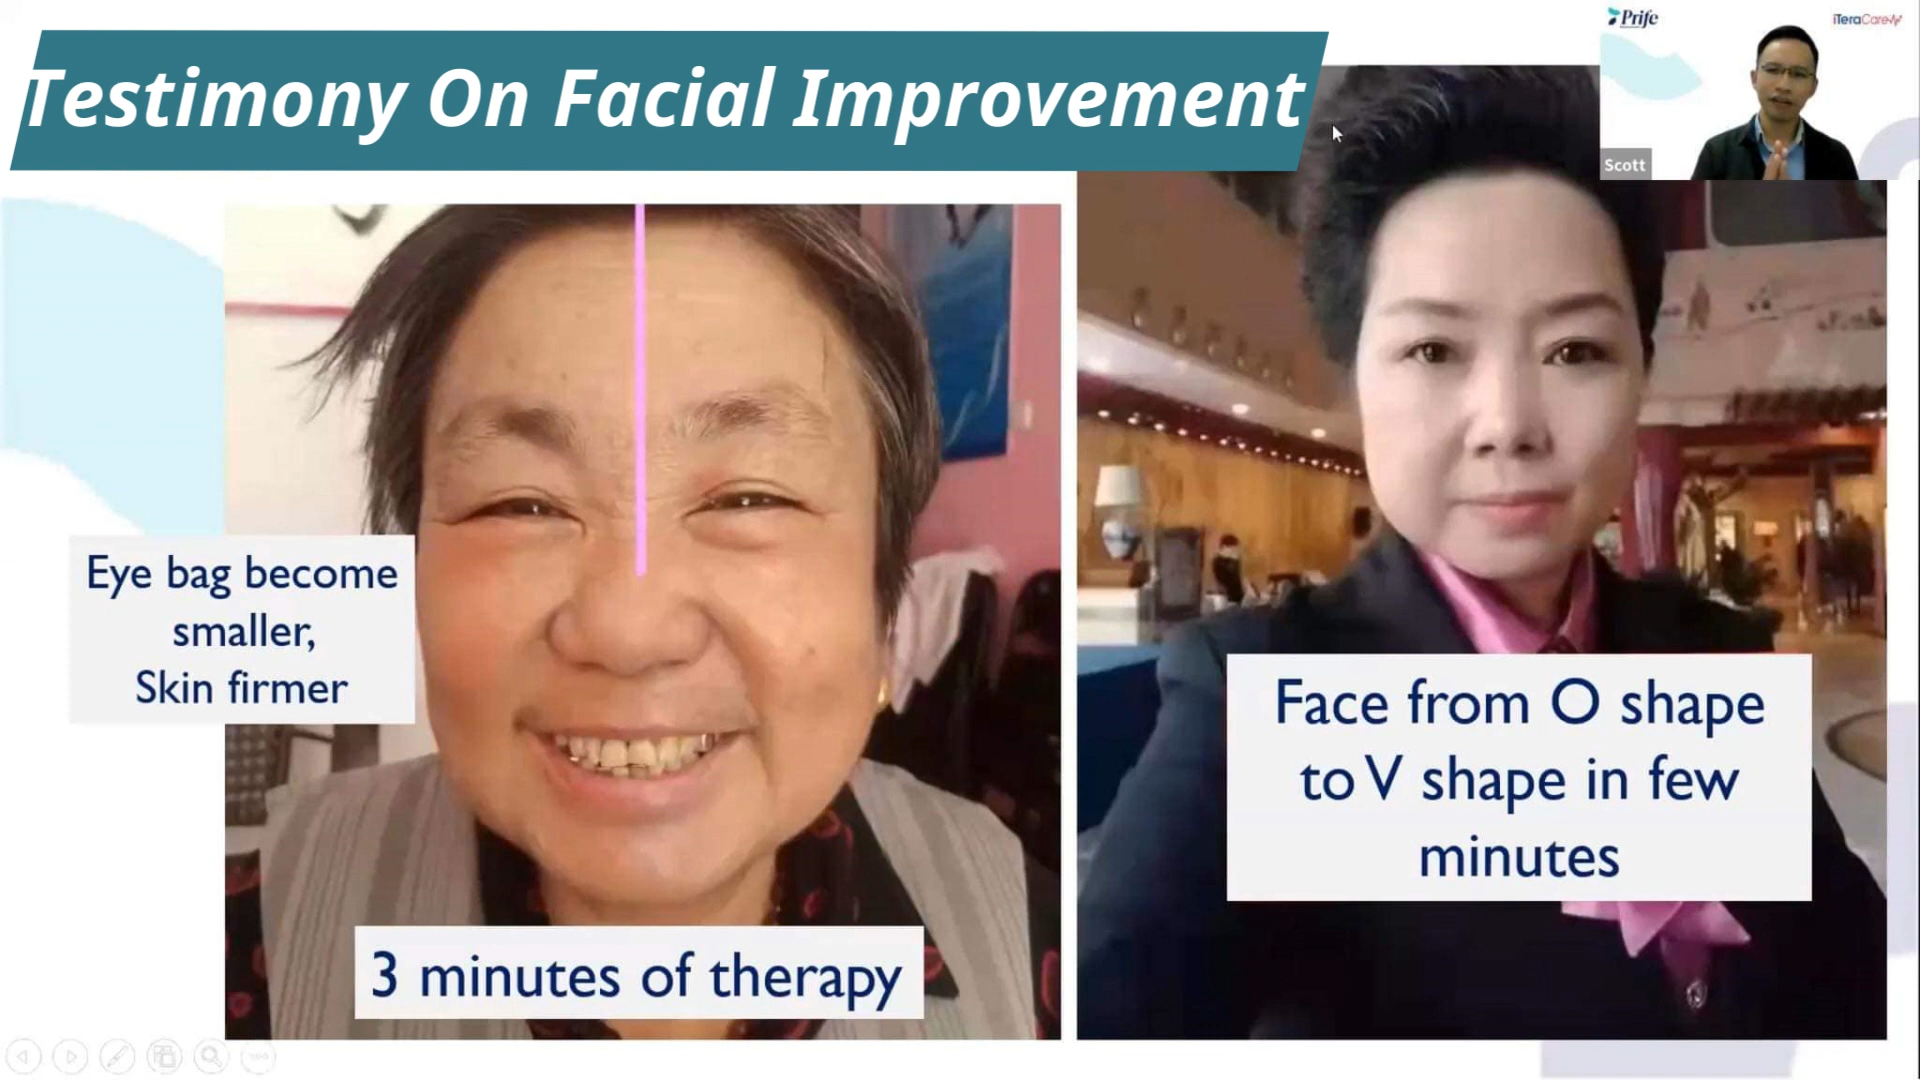 Testimony On Facial Improvement
Prife
iTeraCare
Scott
Eye bag become
smaller,
Skin firmer
3 minutes of therapy
Face from O shape
to V shape in few
minutes